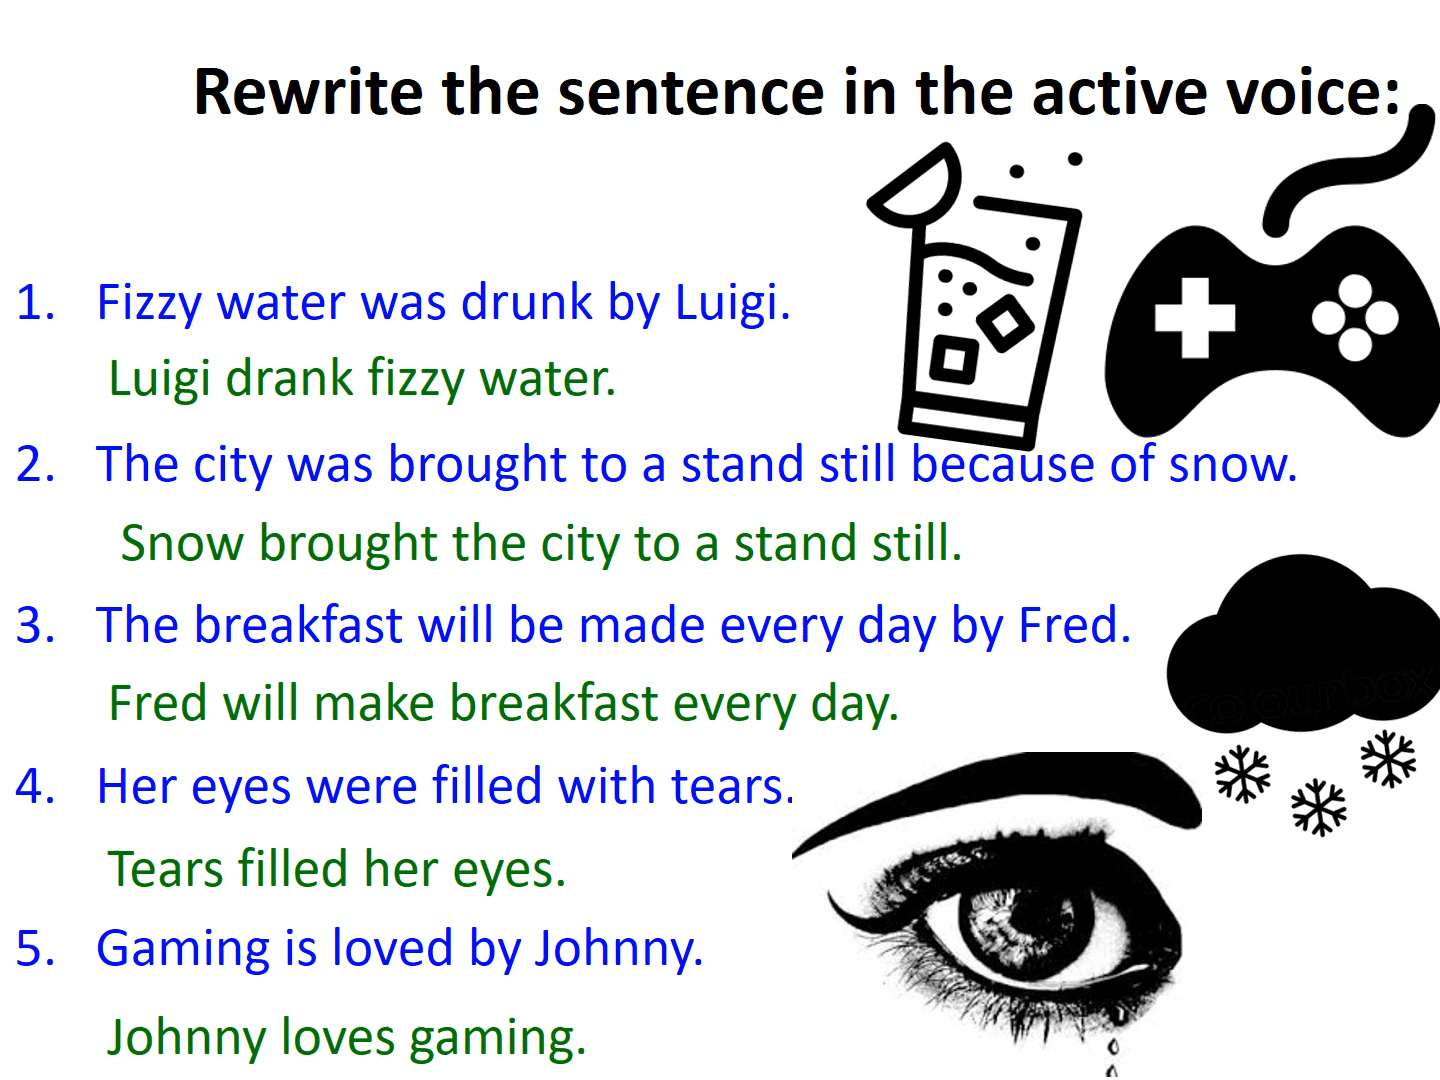 Rewrite the sentence in the active voice:
1. Fizzy water was drunk by Luigi.
Luigi drank fizzy water.
2. The city was brought to a stand still because of snow.
Snow brought the city to a stand still.
3. The breakfast will be made every day by Fred.
Fred will make breakfast every day.
colourbox
4. Her eyes were filled with tears.
Tears filled her eyes.
5. Gaming is loved by Johnny.
Johnny loves gaming.